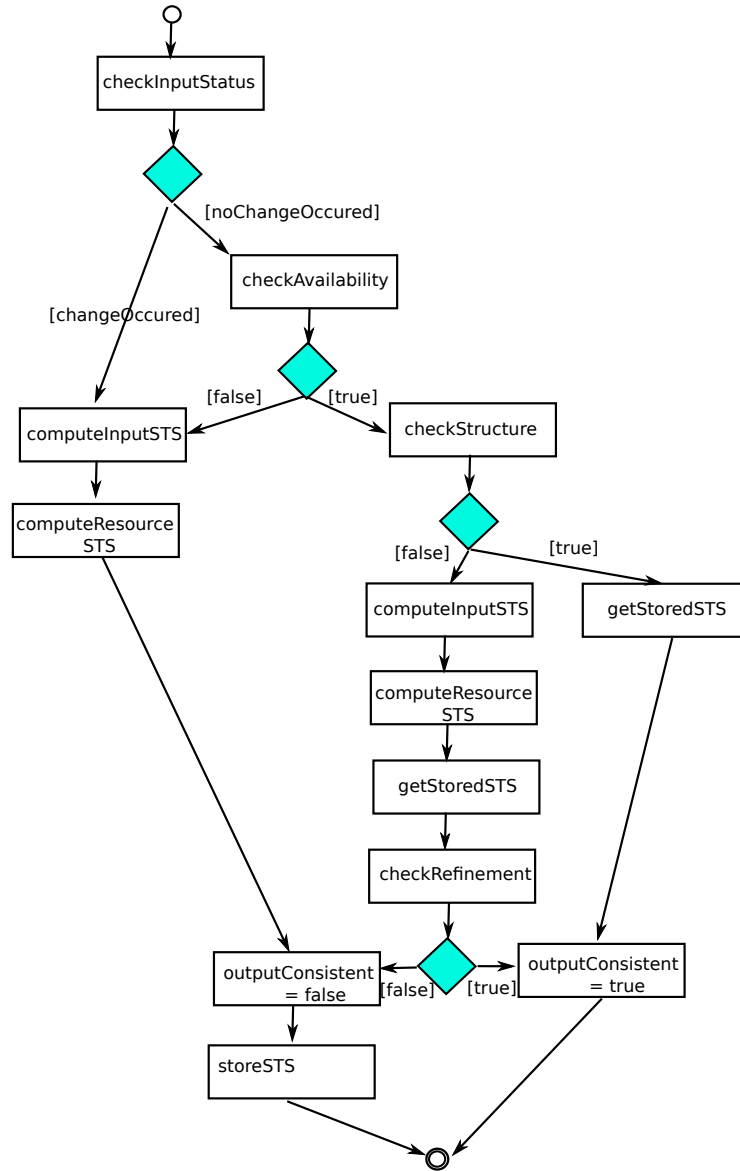 checkInputStatus
[noChangeOccured]
checkAvailability
[changeOccured]
[false]
[true]
computeInputSTS
checkStructure
computeResource
STS
[false]
[true]
computeInputSTS
getStoredSTS
computeResource
STS
getStoredSTS
checkRefinement
outputConsistent
= false
[false]
[true]
outputConsistent
= true
storeSTS